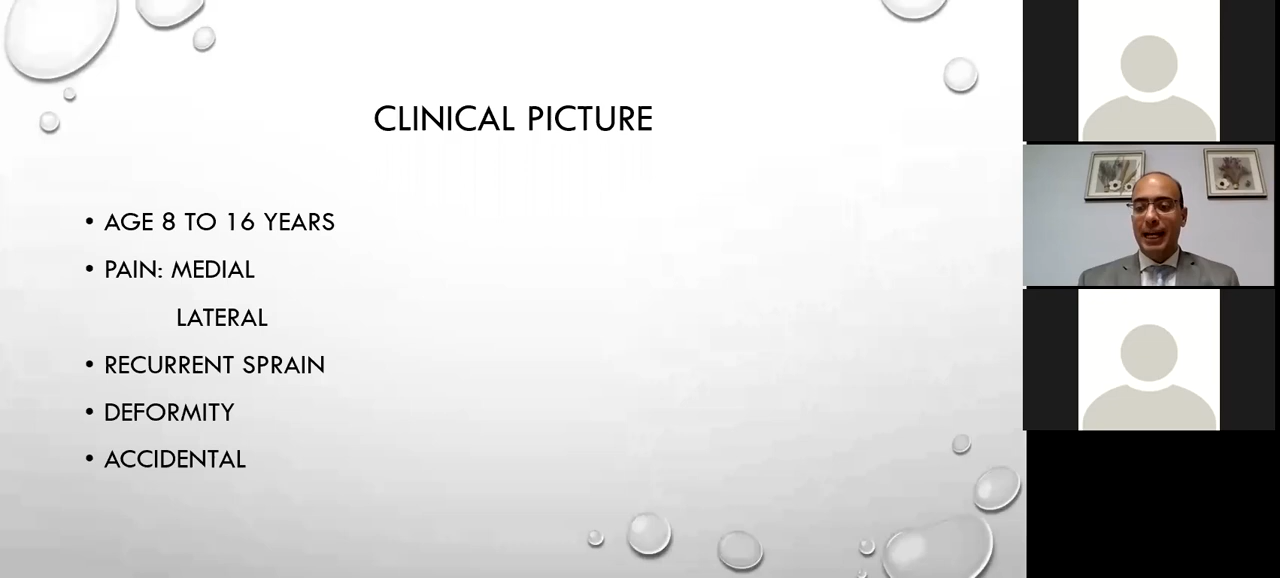 CLINICAL PICTURE
• AGE 8 TO 16 YEARS
• PAIN: MEDIAL
LATERAL
• RECURRENT SPRAIN
• DEFORMITY
• ACCIDENTAL